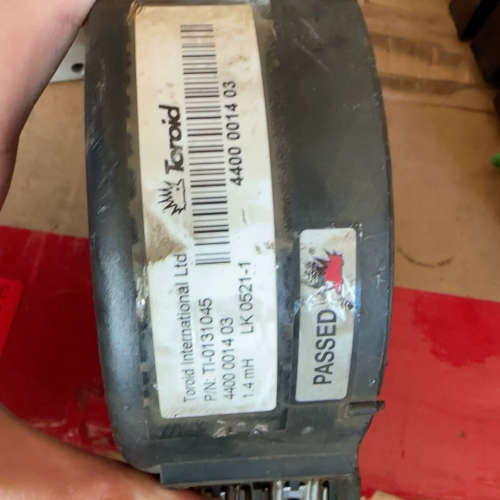 Toroid
4400 0014 03
Toroid International Ltd
P/N: TI-0131045
4400 0014 03
1.4 mH LK 0521-1
PASSED